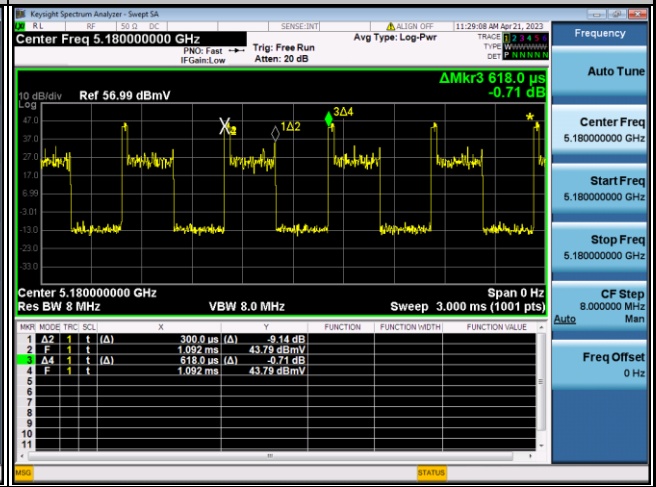 Keysight Spectrum Analyzer - Swept SA
RL RF 50 Ω DC SENSE:INT ALIGN OFF 11:29:08 AM Apr 21, 2023
Center Freq 5.180000000 GHz Avg Type: Log-Pwr TRACE 1 2 3 4 5 6
PNO: Fast Trig: Free Run TYPE WWWWWW
IFGain:Low Atten: 20 dB DET P NNNNN
Frequency
Auto Tune
Center Freq
5.180000000 GHz
Start Freq
5.180000000 GHz
Stop Freq
5.180000000 GHz
CF Step
8.000000 MHz
Auto Man
Freq Offset
0 Hz
ΔMkr3 618.0 µs
10 dB/div Ref 56.99 dBmV -0.71 dB
Log
47.0
37.0
27.0
17.0
6.99
-3.01
-13.0
-23.0
-33.0
1Δ2
3Δ4
Center 5.180000000 GHz Span 0 Hz
Res BW 8 MHz VBW 8.0 MHz Sweep 3.000 ms (1001 pts)
MKR MODE TRC SCL X Y FUNCTION FUNCTION WIDTH FUNCTION VALUE
1 Δ2 1 t (Δ) 300.0 µs (Δ) -9.14 dB
2 F 1 t 1.092 ms 43.79 dBmV
3 Δ4 1 t (Δ) 618.0 µs (Δ) -0.71 dB
4 F 1 t 1.092 ms 43.79 dBmV
5
6
7
8
9
10
11
MSG STATUS